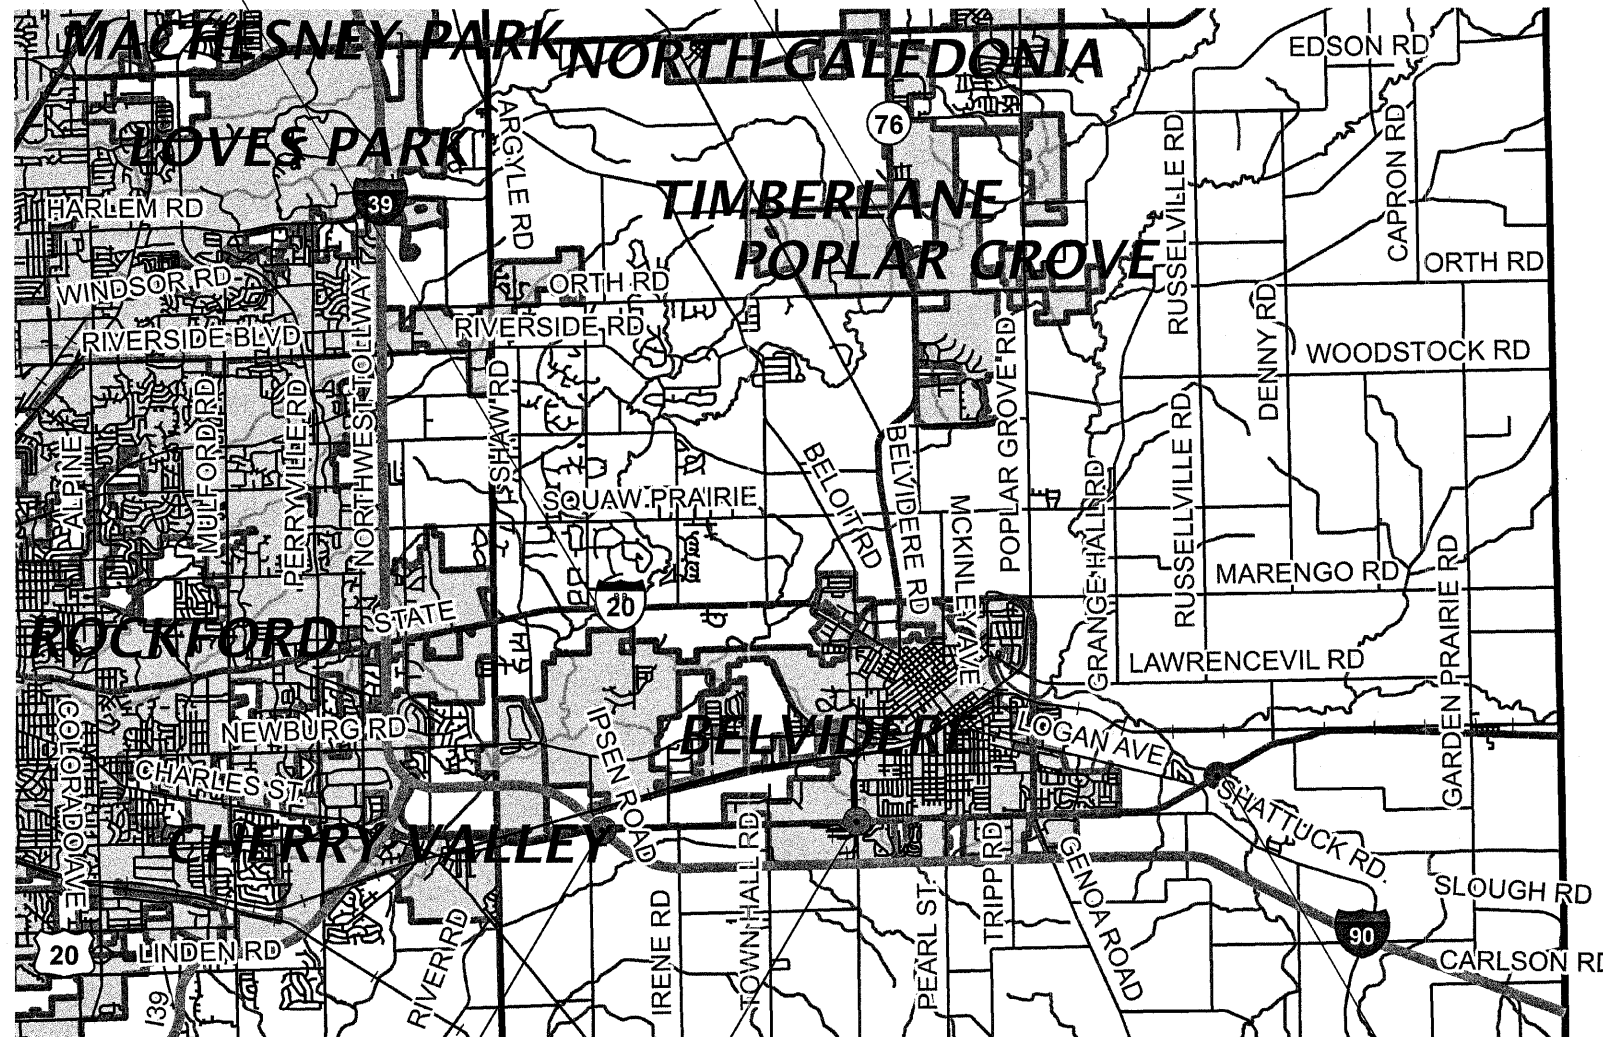 MACHESNEY PARK
NORTH CALEDONIA
EDSON RD
76
ARGYLE RD
LOVES PARK
RUSSELVILLE RD
CAPRON RD
HARLEM RD
39
TIMBERLANE
POPLAR GROVE
ORTH RD
WINDSOR RD
ORTH RD
RIVERSIDE RD
RIVERSIDE BLVD
NORTHWEST TOLLWAY
DENNY RD
WOODSTOCK RD
ALPINE
MULFORD RD
PERRYVILLE RD
SHAW RD
SQUAW PRAIRIE
BELOIT RD
BELVIDERE RD
MCKINLEY AVE
POPLAR GROVE RD
GRANGE HALL RD
RUSSELLVILLE RD
MARENGO RD
GARDEN PRAIRIE RD
20
STATE
ROCKFORD
LAWRENCEVIL RD
COLORADO AVE
NEWBURG RD
IPSEN ROAD
BELVIDERE
LOGAN AVE
CHARLES ST.
SHATTUCK RD.
CHERRY VALLEY
TOWN HALL RD
TRIPP RD
GENOA ROAD
SLOUGH RD
IRENE RD
PEARL ST.
90
20
LINDEN RD
RIVER RD
CARLSON RD
I39